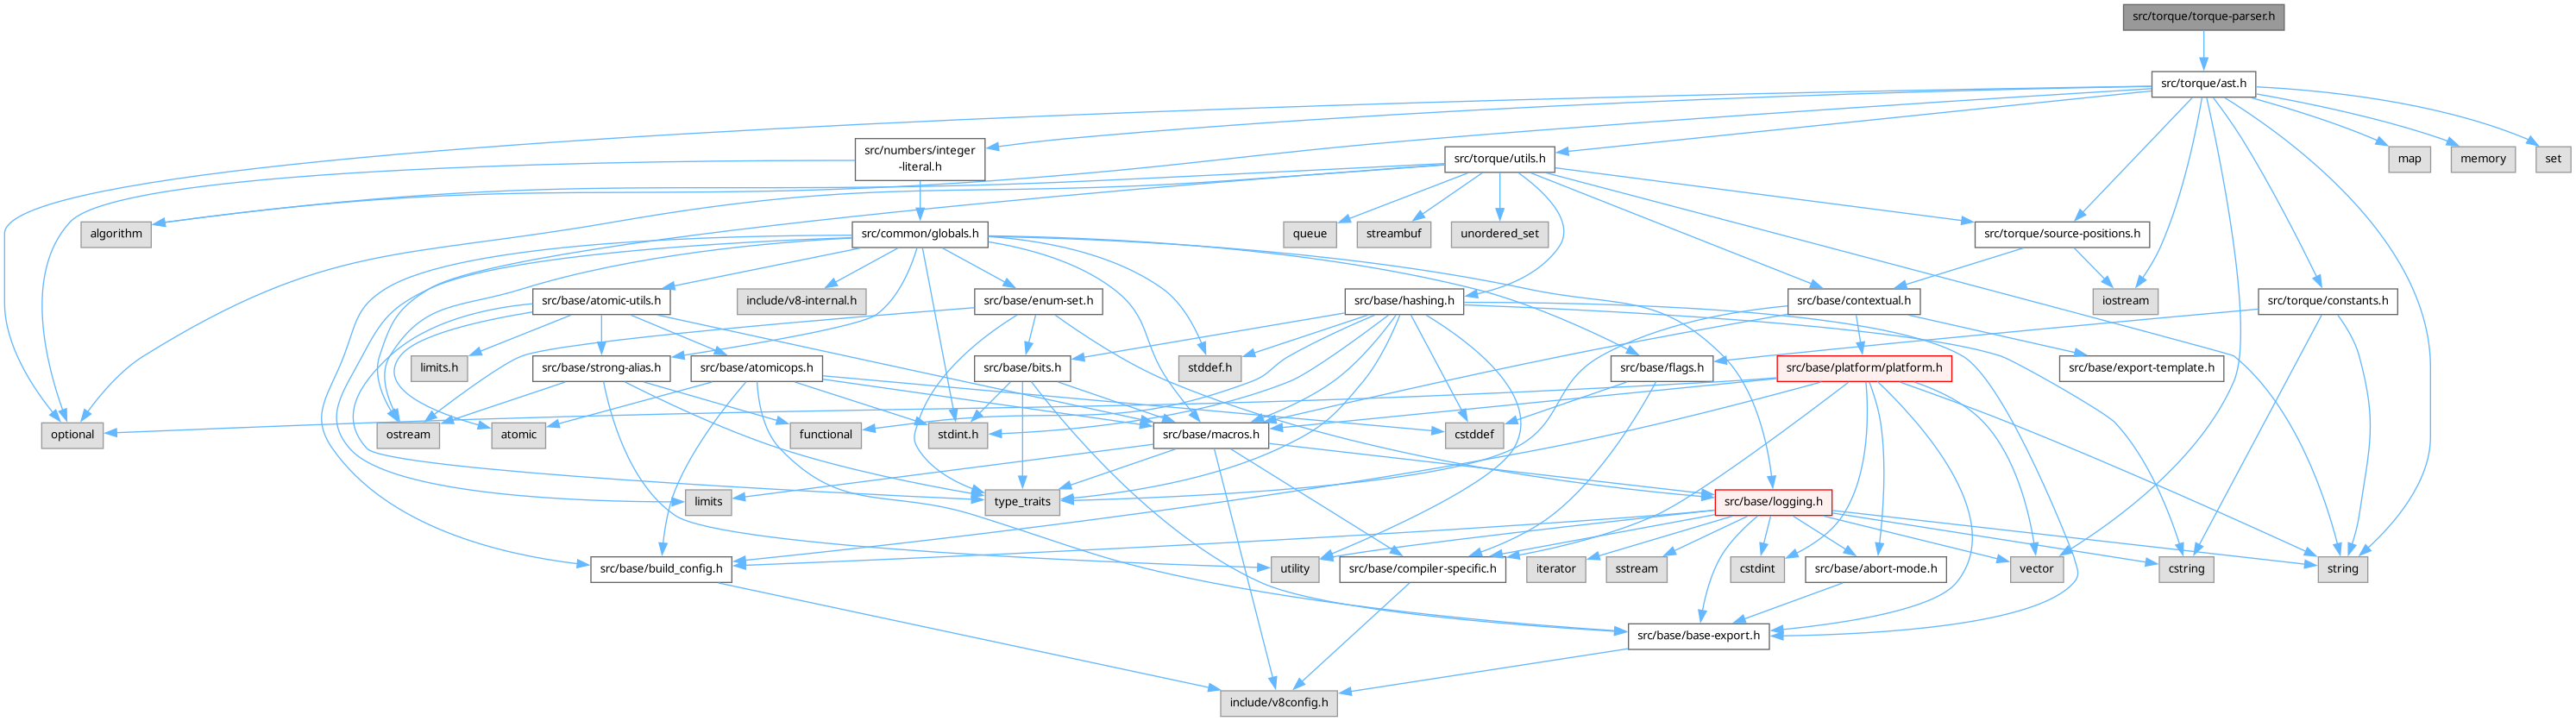 src/torque/torque-parser.h
src/torque/ast.h
src/numbers/integer
-literal.h
src/torque/utils.h
map
memory
set
algorithm
src/common/globals.h
queue
streambuf
unordered_set
src/torque/source-positions.h
src/base/atomic-utils.h
include/v8-internal.h
src/base/enum-set.h
src/base/hashing.h
src/base/contextual.h
iostream
src/torque/constants.h
limits.h
src/base/strong-alias.h
src/base/atomicops.h
src/base/bits.h
stddef.h
src/base/flags.h
src/base/platform/platform.h
src/base/export-template.h
optional
ostream
atomic
functional
stdint.h
src/base/macros.h
cstddef
limits
type_traits
src/base/logging.h
src/base/build_config.h
utility
src/base/compiler-specific.h
iterator
sstream
cstdint
src/base/abort-mode.h
vector
cstring
string
src/base/base-export.h
include/v8config.h